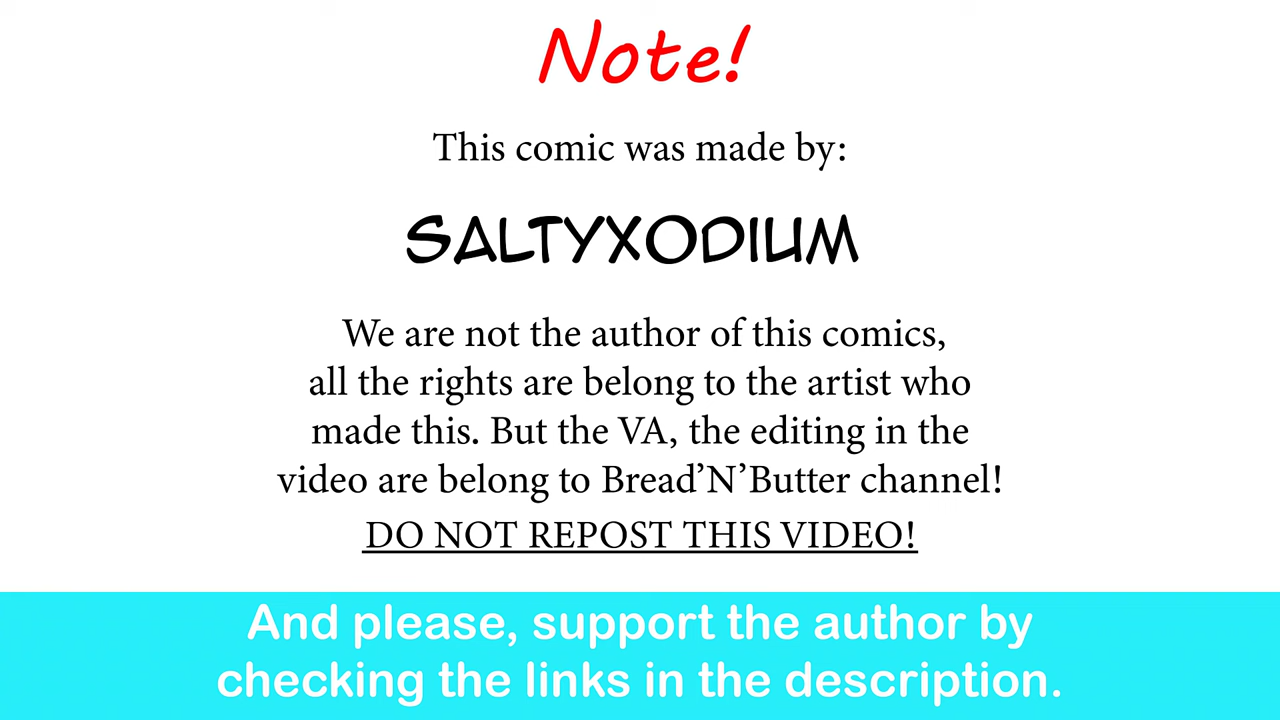 Note!
This comic was made by:
SALTYXODIUM
We are not the author of this comics,
all the rights are belong to the artist who
made this. But the VA, the editing in the
video are belong to Bread’N’Butter channel!
DO NOT REPOST THIS VIDEO!
And please, support the author by
checking the links in the description.